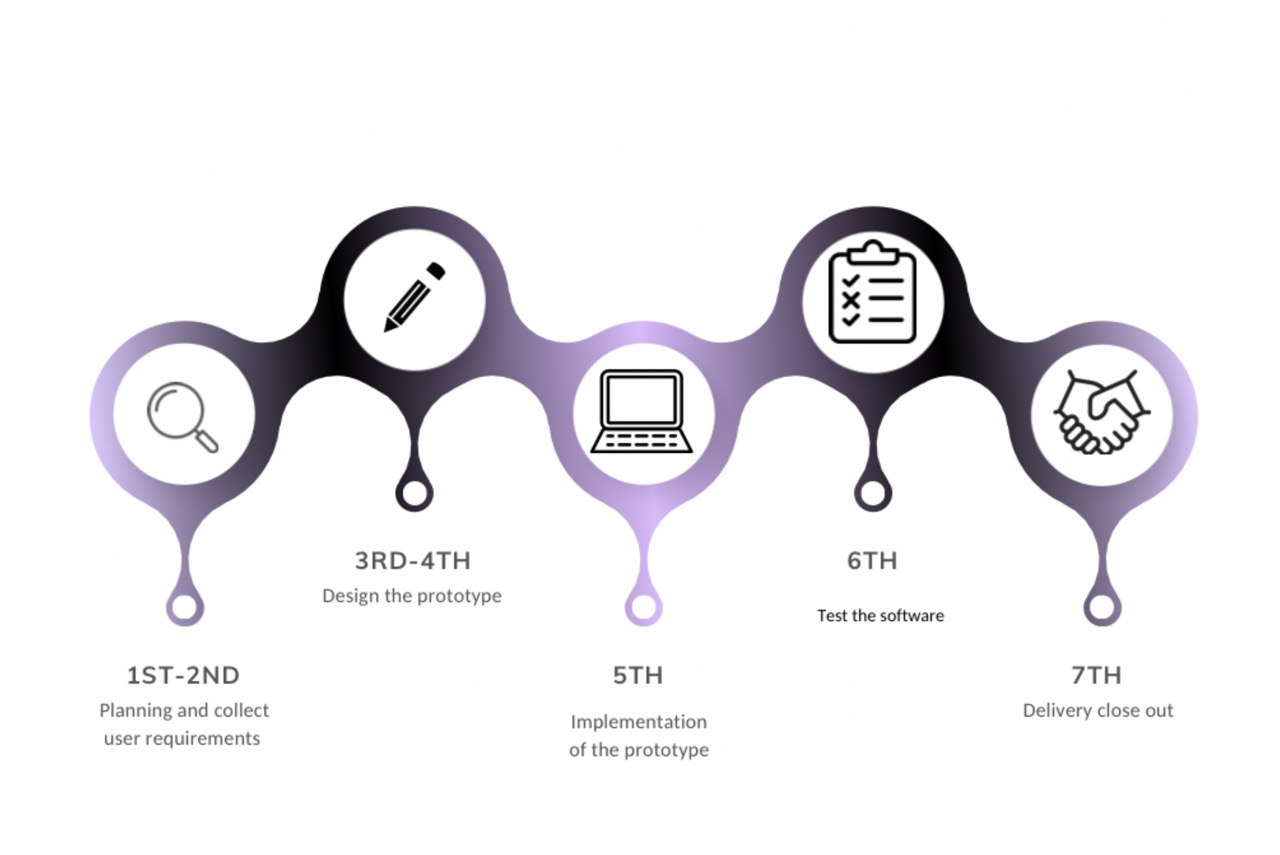 1ST-2ND
Planning and collect
user requirements
3RD-4TH
Design the prototype
5TH
Implementation
of the prototype
6TH
Test the software
7TH
Delivery close out